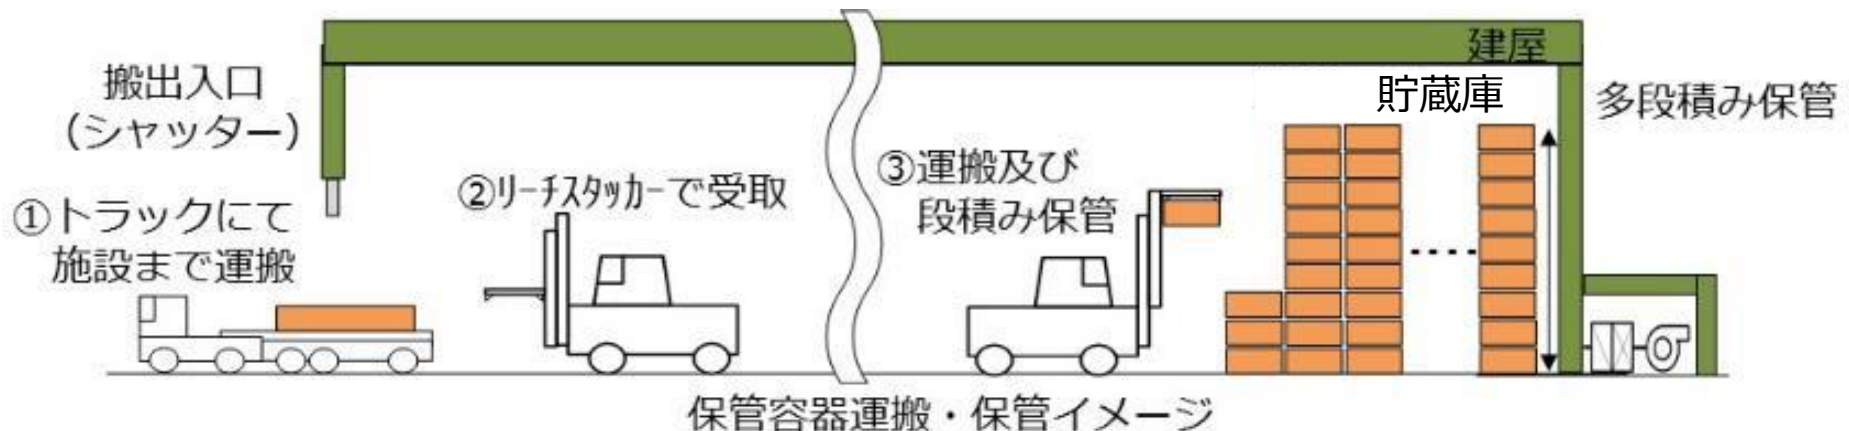 建屋
貯蔵庫
搬出入口
(シャッター)
多段積み保管
①トラックにて
施設まで運搬
②ﾘｰﾁｽﾀｯｶｰで受取
③運搬及び
段積み保管
保管容器運搬・保管イメージ